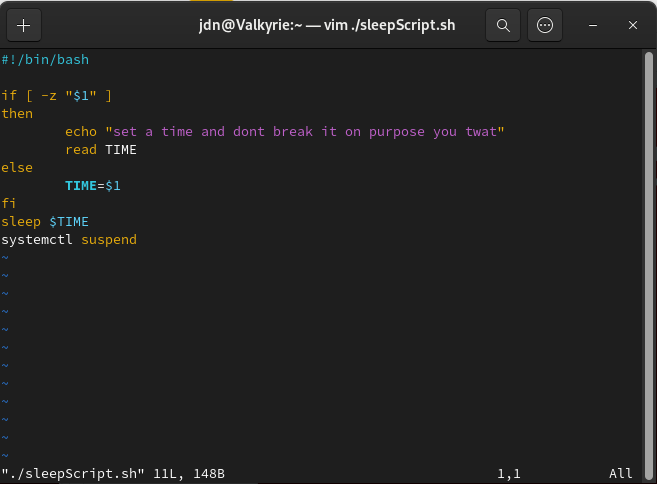 jdn@Valkyrie:~ — vim ./sleepScript.sh
#!/bin/bash
if [ -z "$1" ]
then
echo "set a time and dont break it on purpose you twat"
read TIME
else
TIME=$1
fi
sleep $TIME
systemctl suspend
~
~
~
~
~
~
~
~
~
~
~
~
"./sleepScript.sh" 11L, 148B 1,1 All